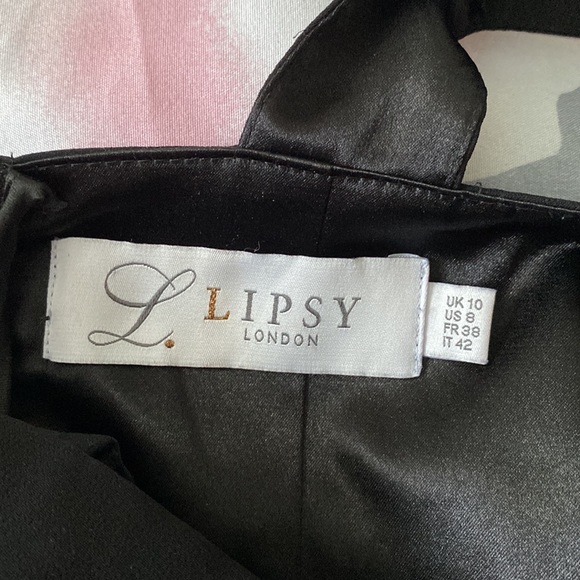 L. LIPSY
LONDON
UK 10
US 8
FR 38
IT 42